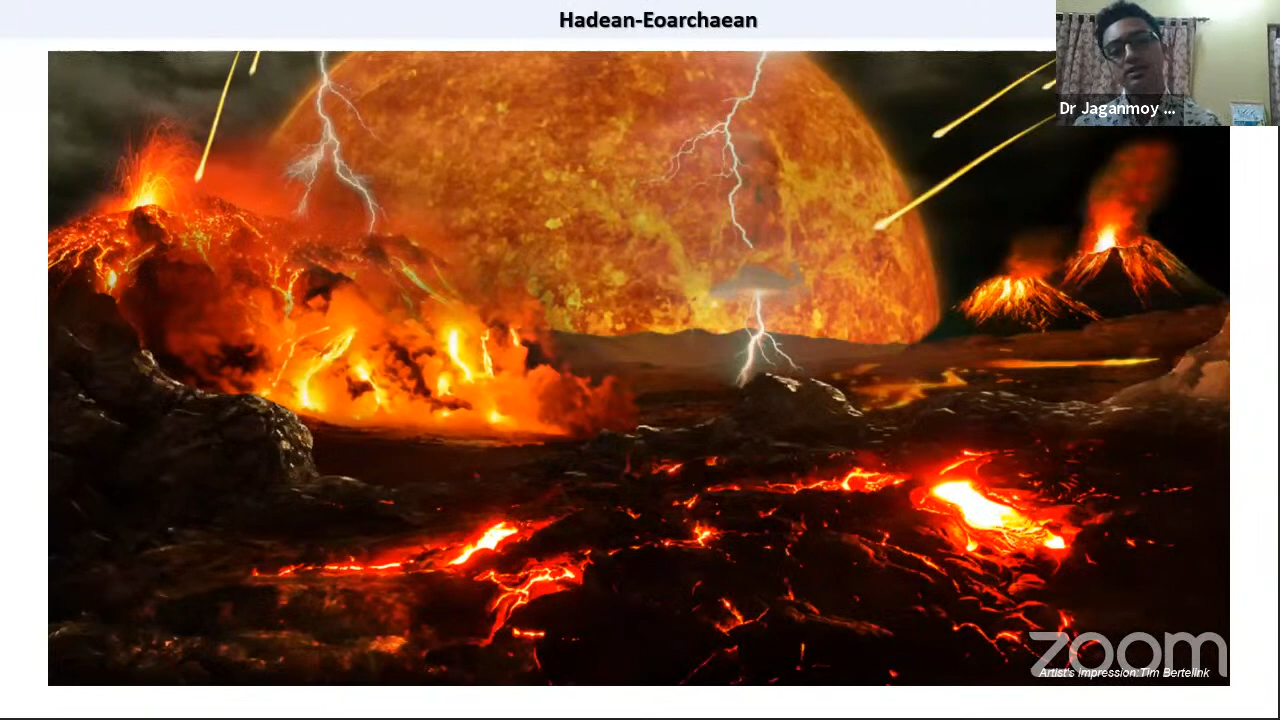 Hadean-Eoarchaean
Dr Jaganmoy ...
zoom
Artist's impression:Tim Bertelink